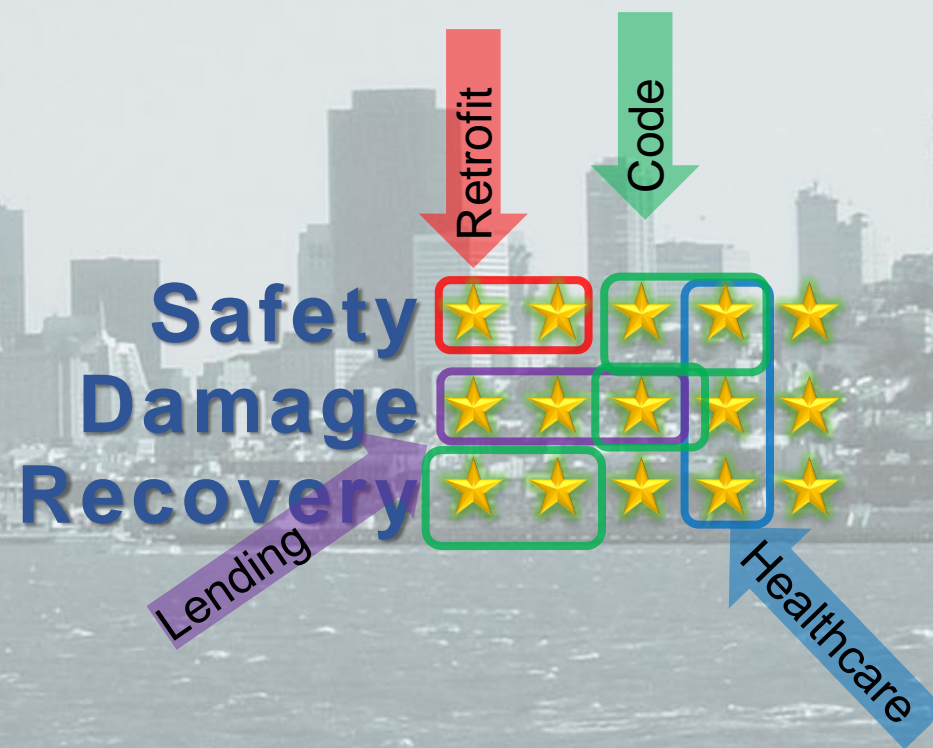 Retrofit
Code
Safety
Damage
Recovery
Lending
Healthcare